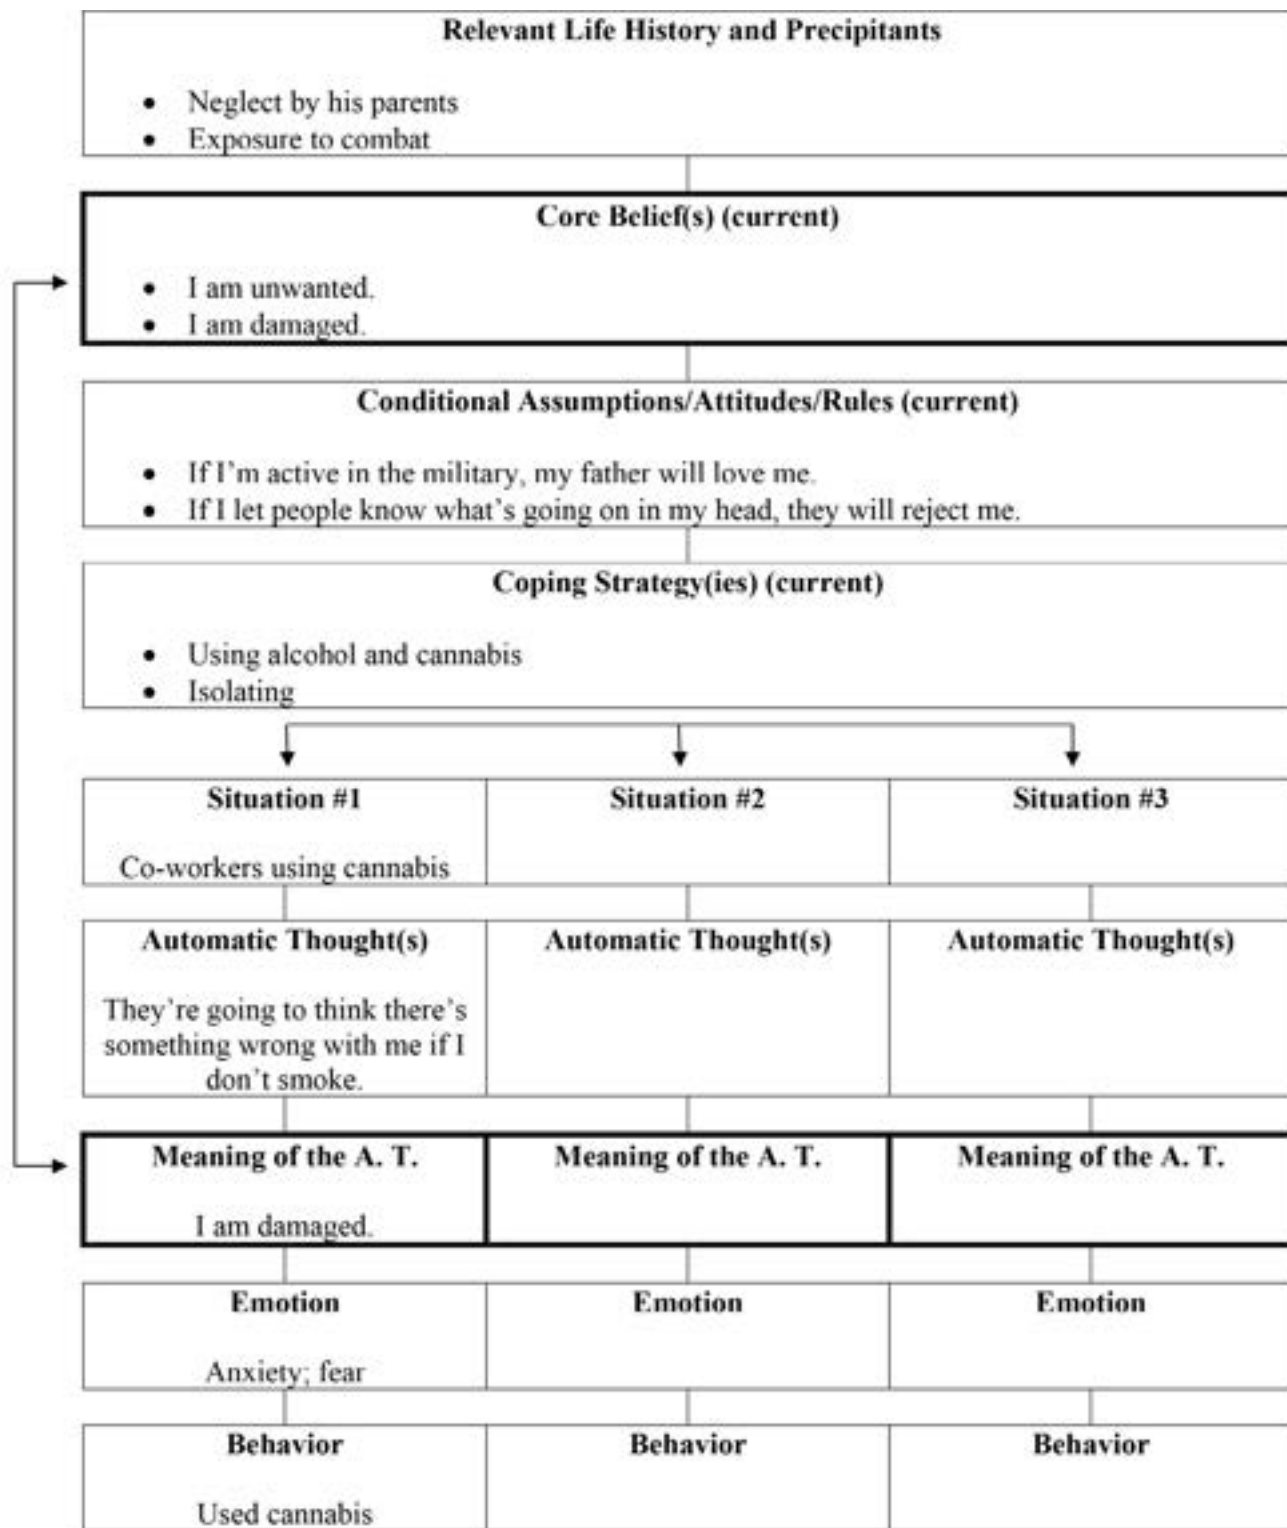 Relevant Life History and Precipitants
• Neglect by his parents
• Exposure to combat
Core Belief(s) (current)
• I am unwanted.
• I am damaged.
Conditional Assumptions/Attitudes/Rules (current)
• If I'm active in the military, my father will love me.
• If I let people know what's going on in my head, they will reject me.
Coping Strategy(ies) (current)
• Using alcohol and cannabis
• Isolating
Situation #1
Co-workers using cannabis
Situation #2
Situation #3
Automatic Thought(s)
They're going to think there's
something wrong with me if I
don't smoke.
Automatic Thought(s)
Automatic Thought(s)
Meaning of the A. T.
I am damaged.
Meaning of the A. T.
Meaning of the A. T.
Emotion
Anxiety; fear
Emotion
Emotion
Behavior
Used cannabis
Behavior
Behavior